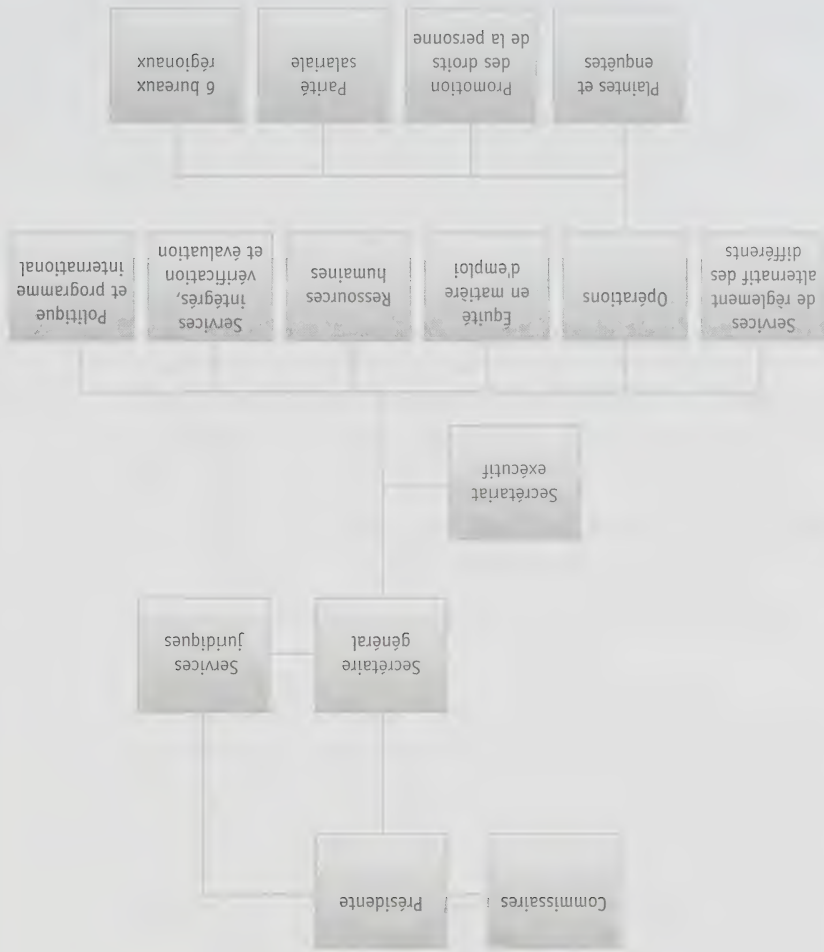 Commissaires
Présidente
Secrétaire
général
Services
juridiques
Secrétariat
exécutif
Services
de règlement
alternatif des
différents
Opérations
Équité
en matière
d'emploi
Ressources
humaines
Services
intégrés,
vérification
et évaluation
Politique
et programme
international
Plaintes et
enquêtes
Promotion
des droits
de la personne
Parité
salariale
6 bureaux
régionaux